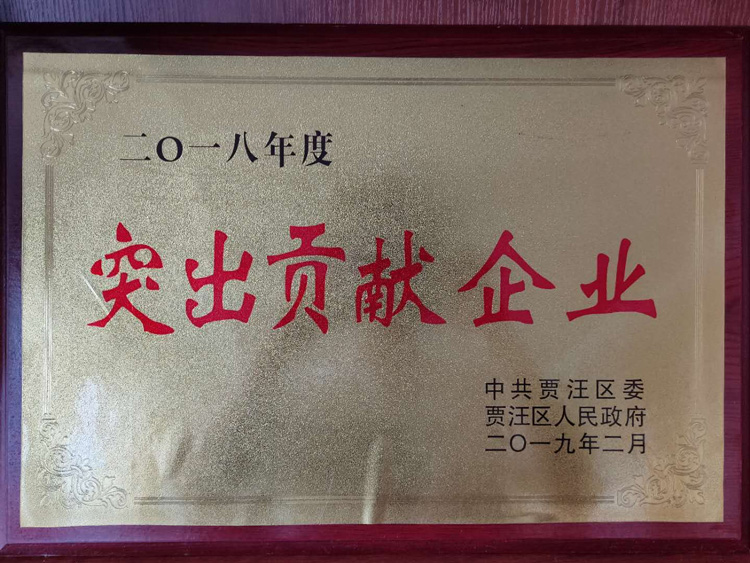 二〇一八年度
突出贡献企业
中共贾汪区委
贾汪区人民政府
二〇一九年二月